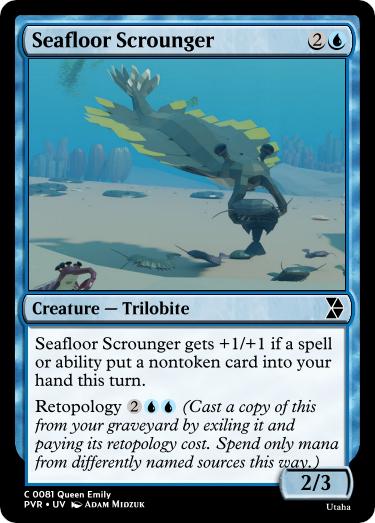 Seafloor Scrounger 2
Creature — Trilobite
Seafloor Scrounger gets +1/+1 if a spell
or ability put a nontoken card into your
hand this turn.
Retopology 2 (Cast a copy of this
from your graveyard by exiling it and
paying its retopology cost. Spend only mana
from differently named sources this way.)
2/3
C 0081 Queen Emily
PVR • UV Adam Midzuk
Utaha